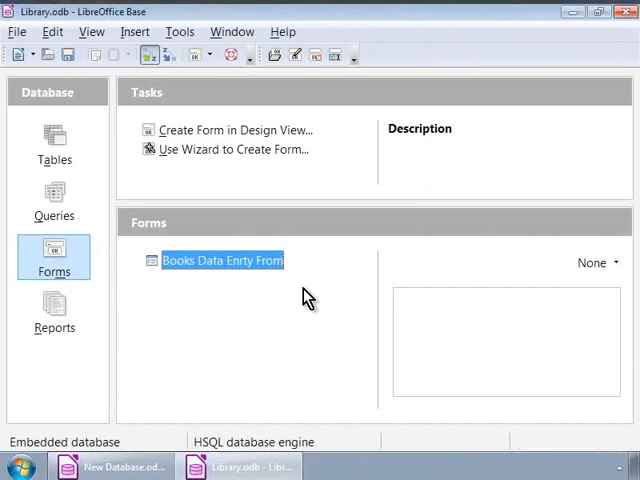 Library.odb - LibreOffice Base
File Edit View Insert Tools Window Help
Database
Tasks
Create Form in Design View...
Use Wizard to Create Form...
Description
Tables
Queries
Forms
Reports
Forms
Books Data Enrty From
None
Embedded database
HSQL database engine
New Database.od...
Library.odb - Libr...